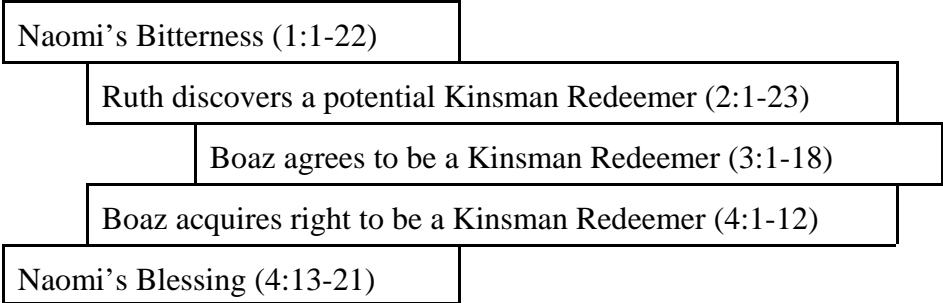 Naomi’s Bitterness (1:1-22)
Ruth discovers a potential Kinsman Redeemer (2:1-23)
Boaz agrees to be a Kinsman Redeemer (3:1-18)
Boaz acquires right to be a Kinsman Redeemer (4:1-12)
Naomi’s Blessing (4:13-21)